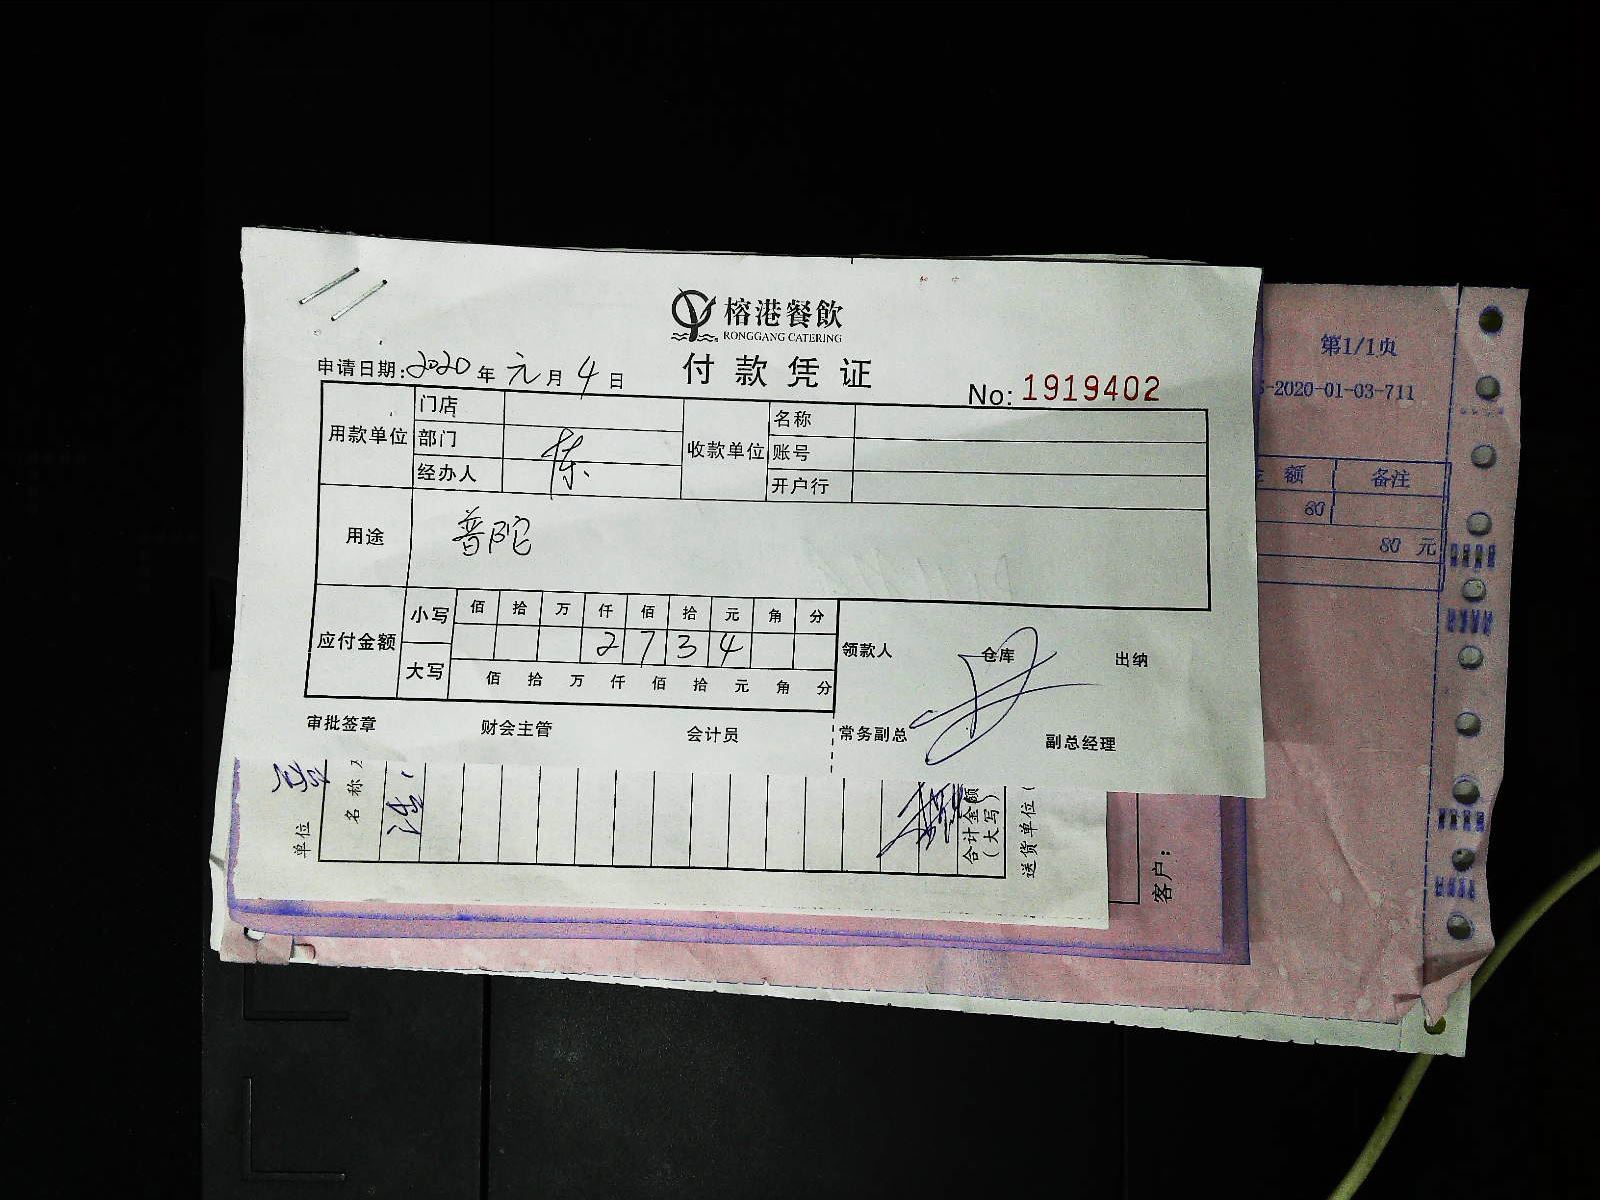 榕港餐飲
RONGGANG CATERING
付款凭证
申请日期:2020年元月4日
No: 1919402
用款单位 门店 收款单位 名称
部门 陈 账号
经办人 开户行
用途 普陀
应付金额 小写 佰 拾 万 仟 佰 拾 元 角 分
2 7 3 4
大写 佰 拾 万 仟 佰 拾 元 角 分
领款人 仓库 出纳
审批签章 财会主管 会计员 常务副总 副总经理
第1/1页
-2020-01-03-711
额 备注
80
80 元
单位
名称
合计金额
(大写)
送货单位(
客户: